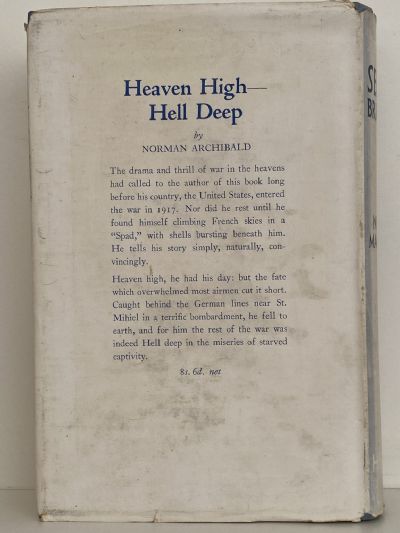 Heaven High—
Hell Deep
by
NORMAN ARCHIBALD
The drama and thrill of war in the heavens
had called to the author of this book long
before his country, the United States, entered
the war in 1917. Nor did he rest until he
found himself climbing French skies in a
"Spad," with shells bursting beneath him.
He tells his story simply, naturally, con-
vincingly.
Heaven high, he had his day: but the fate
which overwhelmed most airmen cut it short.
Caught behind the German lines near St.
Mihiel in a terrific bombardment, he fell to
earth, and for him the rest of the war was
indeed Hell deep in the miseries of starved
captivity.
8s. 6d. net